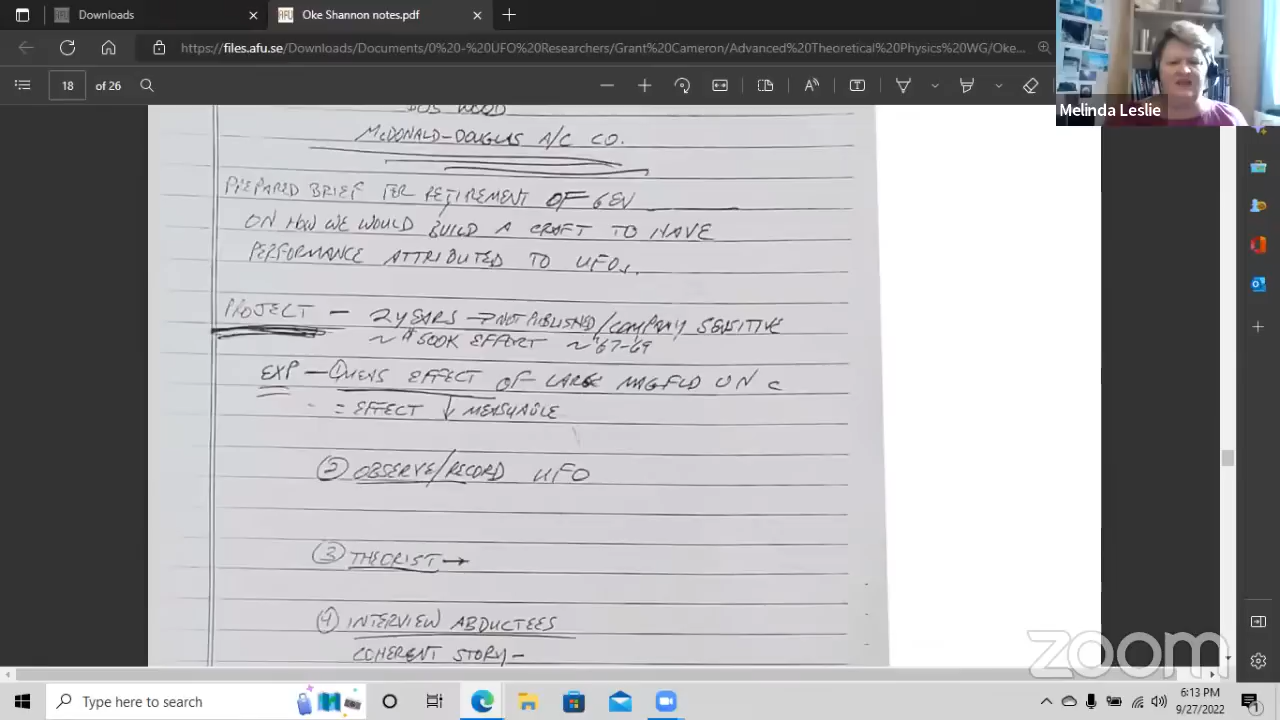 Downloads
Oke Shannon notes.pdf
https://files.afu.se/Downloads/Documents/0%20-%20UFO%20Researchers/Grant%20Cameron/Advanced%20Theoretical%20Physics%20WG/Oke...
18 of 26
Melinda Leslie
BOB WOOD
McDONALD-DOUGLAS A/C CO.
PREPARED BRIEF FOR RETIREMENT OF GEN
ON HOW WE WOULD BUILD A CRAFT TO HAVE
PERFORMANCE ATTRIBUTED TO UFOs.
PROJECT - 2 YEARS → NOT PUBLISHED/COMPANY SENSITIVE
~ $500K EFFORT ~ '67-'69
EXP - ① EFFECT OF LARGE MAGFLD ON C
= EFFECT ↓ MEASUABLE
② OBSERVE/RECORD UFO
③ THEORIST →
④ INTERVIEW ABDUCTEES
COHERENT STORY -
zoom
Type here to search
6:13 PM
9/27/2022